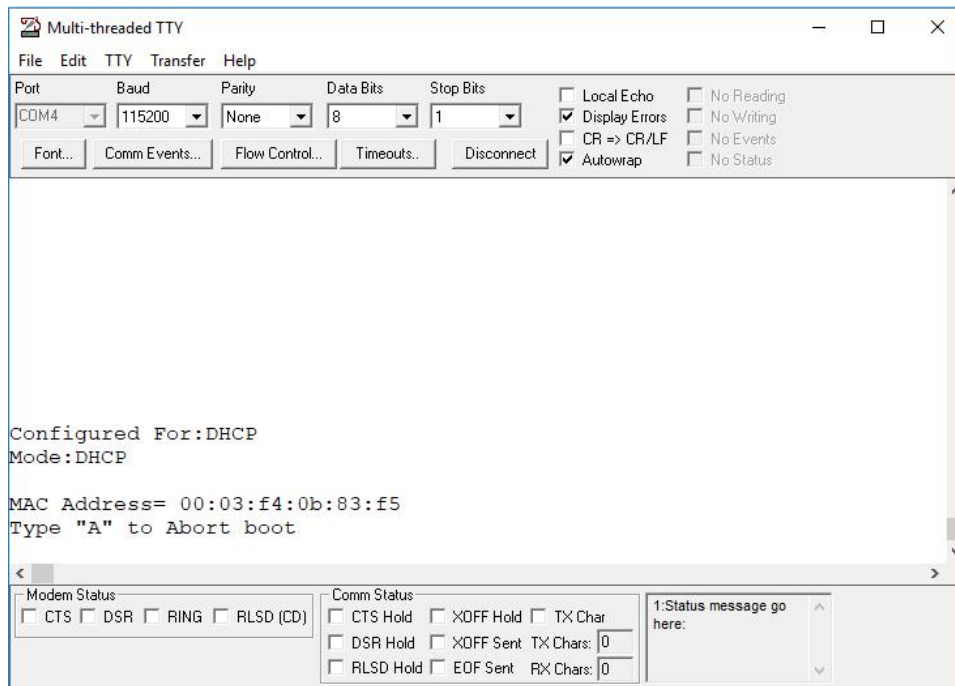 Multi-threaded TTY
File Edit TTY Transfer Help
Port Baud Parity Data Bits Stop Bits
COM4 115200 None 8 1
Font... Comm Events... Flow Control... Timeouts.. Disconnect
Local Echo No Reading
Display Errors No Writing
CR => CR/LF No Events
Autowrap No Status
Configured For:DHCP
Mode:DHCP
MAC Address= 00:03:f4:0b:83:f5
Type "A" to Abort boot
Modem Status
CTS DSR RING RLSD (CD)
Comm Status
CTS Hold XOFF Hold TX Char
DSR Hold XOFF Sent TX Chars: 0
RLSD Hold EOF Sent RX Chars: 0
1:Status message go
here: